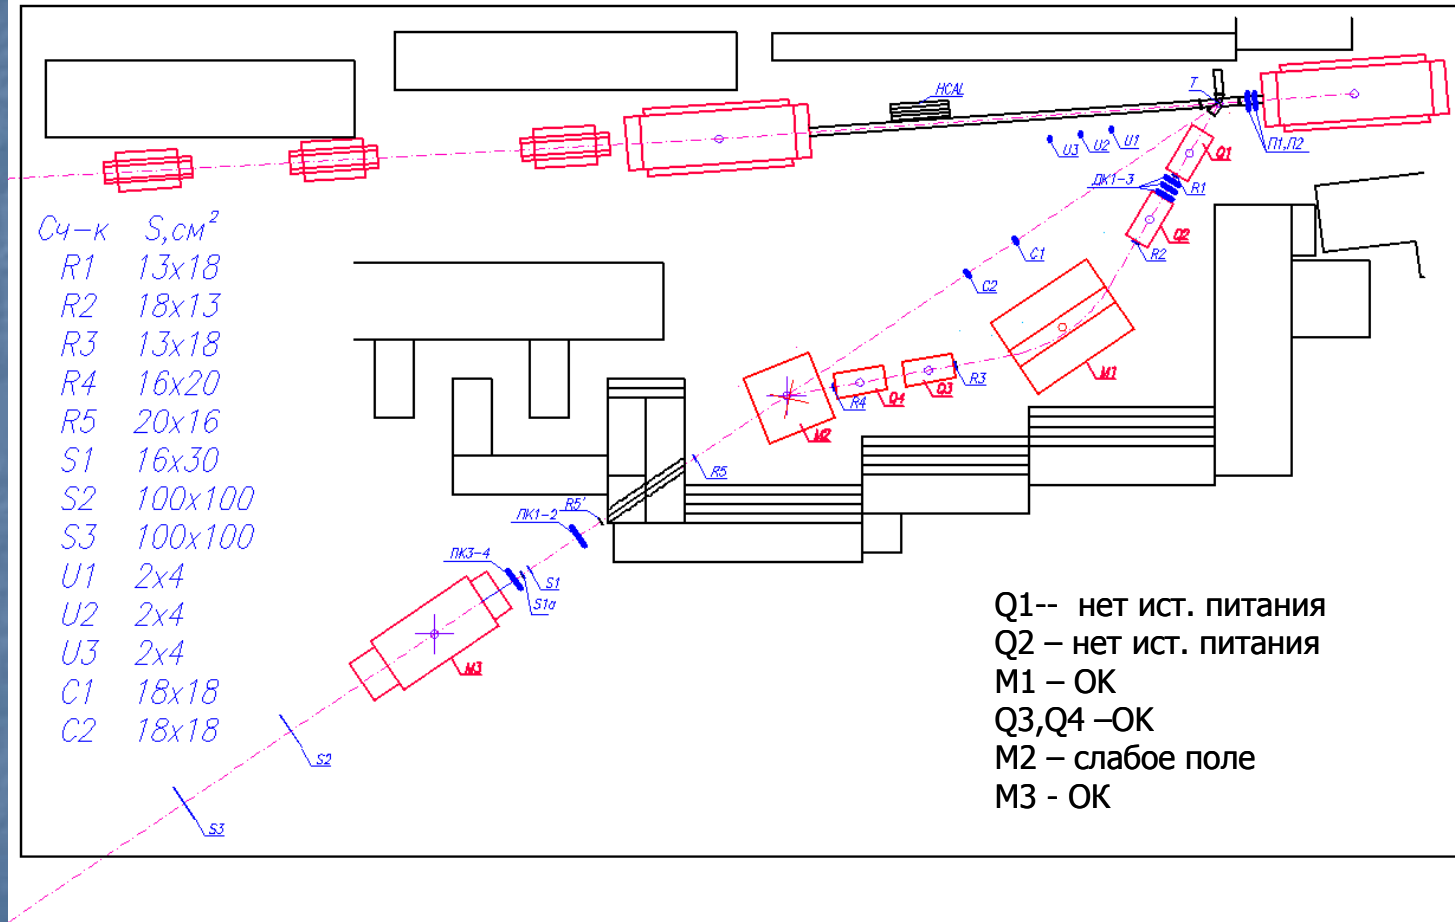 HCAL
T
U3
U2
U1
П1,П2
Q1
ДК1-3
R1
Q2
R2
C1
C2
M1
R3
Q3
Q4
R4
M2
R5
R5'
ПК1-2
ПК3-4
S1
S1a
M3
S2
S3
Сч-к S,см²
R1 13x18
R2 18x13
R3 13x18
R4 16x20
R5 20x16
S1 16x30
S2 100x100
S3 100x100
U1 2x4
U2 2x4
U3 2x4
C1 18x18
C2 18x18
Q1-- нет ист. питания
Q2 – нет ист. питания
M1 – OK
Q3,Q4 –OK
M2 – слабое поле
M3 - OK